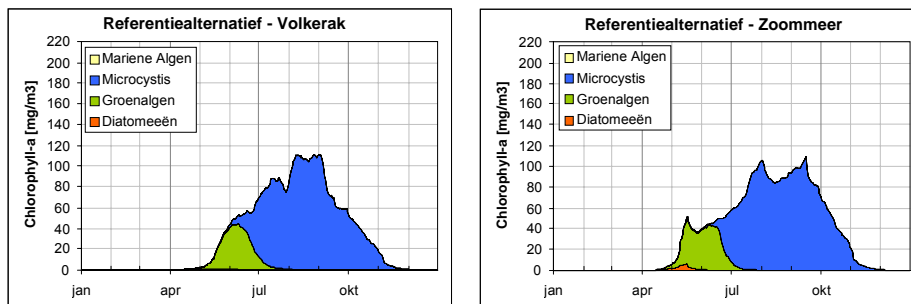 Referentiealternatief - Volkerak
Chlorophyll-a [mg/m3]
220
200
180
160
140
120
100
80
60
40
20
0
Mariene Algen
Microcystis
Groenalgen
Diatomeeën
jan apr jul okt
Referentiealternatief - Zoommeer
Chlorophyll-a [mg/m3]
220
200
180
160
140
120
100
80
60
40
20
0
Mariene Algen
Microcystis
Groenalgen
Diatomeeën
jan apr jul okt